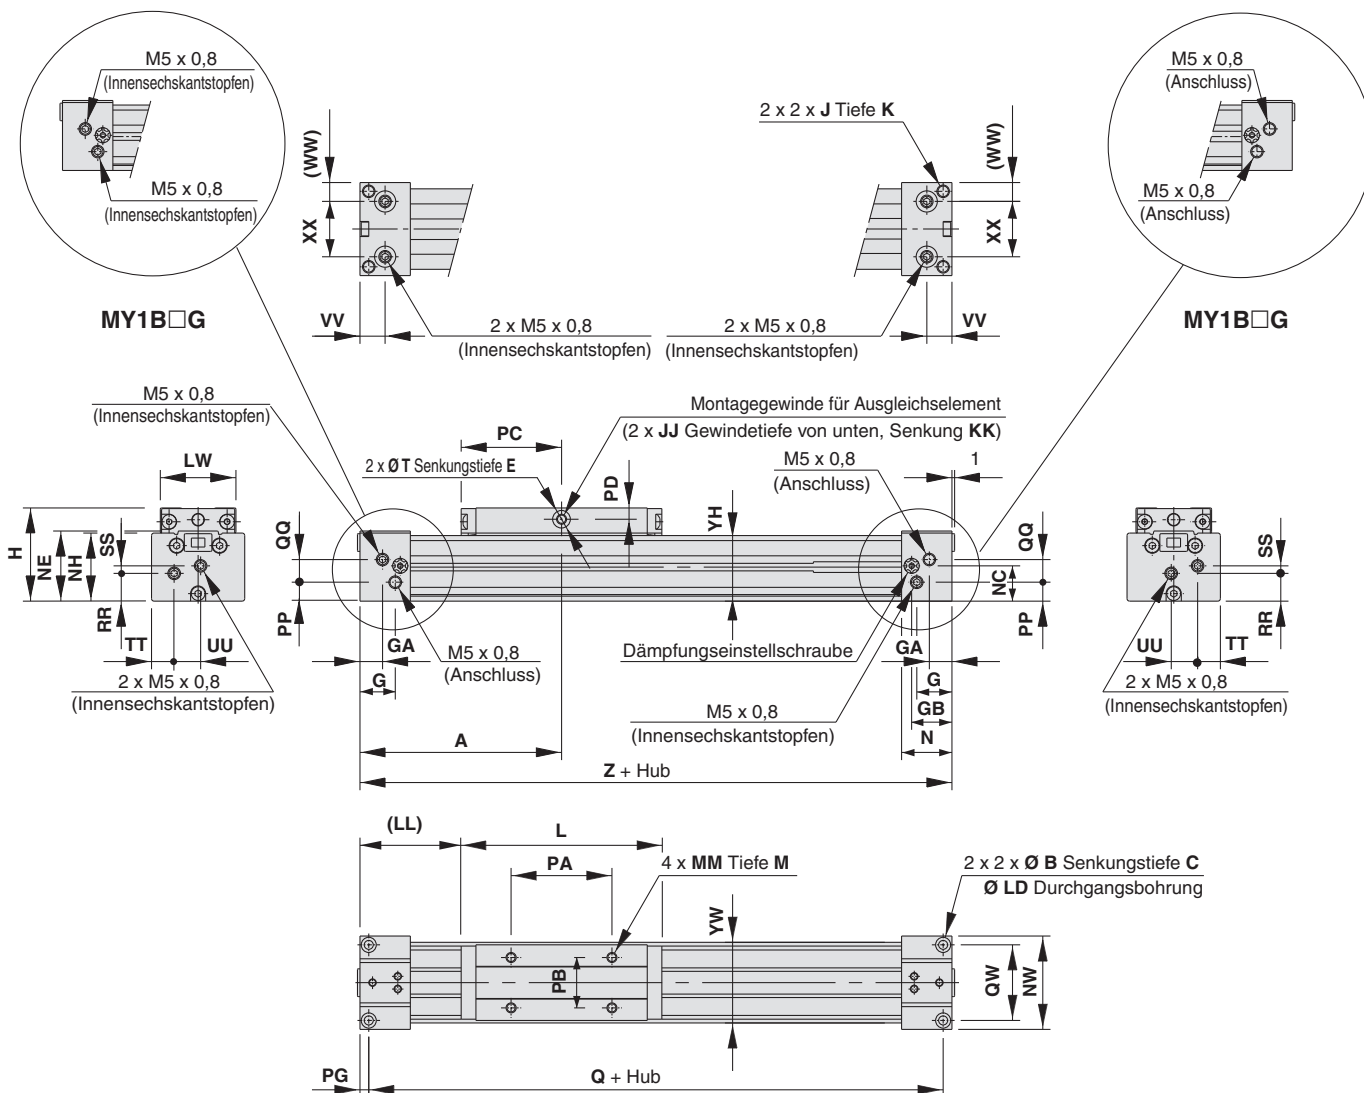 M5 x 0,8
(Innensechskantstopfen)
M5 x 0,8
(Innensechskantstopfen)
MY1B□G
(WW)
XX
VV
2 x M5 x 0,8
(Innensechskantstopfen)
2 x 2 x J Tiefe K
(WW)
XX
VV
2 x M5 x 0,8
(Innensechskantstopfen)
M5 x 0,8
(Anschluss)
M5 x 0,8
(Anschluss)
MY1B□G
M5 x 0,8
(Innensechskantstopfen)
Montagegewinde für Ausgleichselement
(2 x JJ Gewindetiefe von unten, Senkung KK)
PC
2 x Ø T Senkungstiefe E
PD
YH
M5 x 0,8
(Anschluss)
1
LW
H
NE
NH
SS
RR
TT
UU
2 x M5 x 0,8
(Innensechskantstopfen)
QQ
PP
GA
G
M5 x 0,8
(Anschluss)
A
Z + Hub
Dämpfungseinstellschraube
M5 x 0,8
(Innensechskantstopfen)
NC
QQ
PP
GA
G
GB
N
SS
RR
UU
TT
2 x M5 x 0,8
(Innensechskantstopfen)
(LL)
L
PA
4 x MM Tiefe M
2 x 2 x Ø B Senkungstiefe C
Ø LD Durchgangsbohrung
PB
YW
QW
NW
PG
Q + Hub